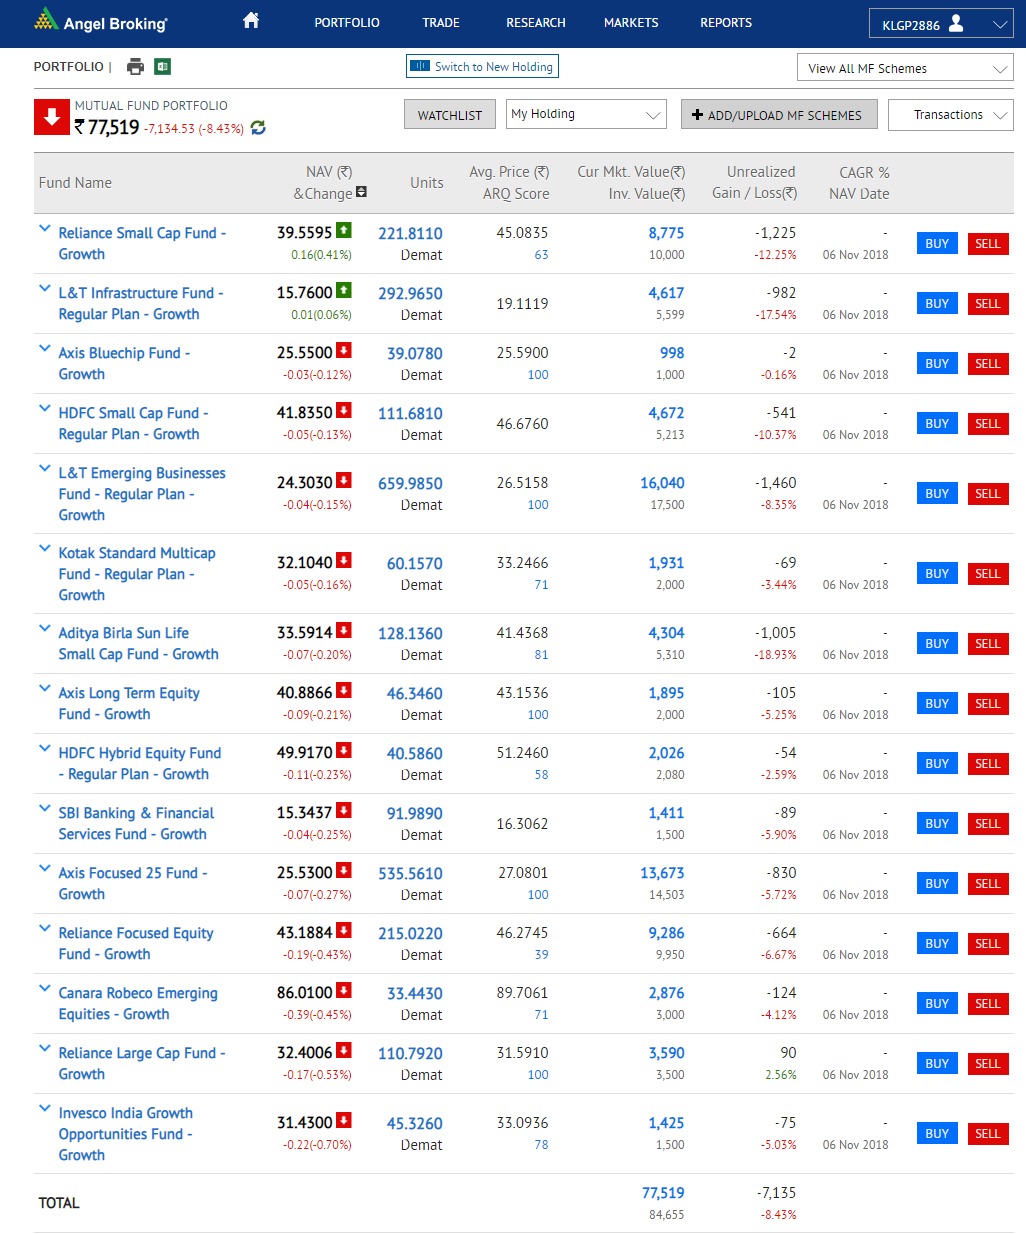 Angel Broking
PORTFOLIO TRADE RESEARCH MARKETS REPORTS KLGP2886
PORTFOLIO | Switch to New Holding View All MF Schemes
MUTUAL FUND PORTFOLIO
₹ 77,519 -7,134.53 (-8.43%) WATCHLIST My Holding ADD/UPLOAD MF SCHEMES Transactions
Fund Name NAV (₹) Units Avg. Price (₹) Cur Mkt. Value(₹) Unrealized CAGR %
&Change ARQ Score Inv. Value(₹) Gain / Loss(₹) NAV Date
Reliance Small Cap Fund - 39.5595 221.8110 45.0835 8,775 -1,225 - BUY SELL
Growth 0.16(0.41%) Demat 63 10,000 -12.25% 06 Nov 2018
L&T Infrastructure Fund - 15.7600 292.9650 19.1119 4,617 -982 - BUY SELL
Regular Plan - Growth 0.01(0.06%) Demat 5,599 -17.54% 06 Nov 2018
Axis Bluechip Fund - 25.5500 39.0780 25.5900 998 -2 - BUY SELL
Growth -0.03(-0.12%) Demat 100 1,000 -0.16% 06 Nov 2018
HDFC Small Cap Fund - 41.8350 111.6810 46.6760 4,672 -541 - BUY SELL
Regular Plan - Growth -0.05(-0.13%) Demat 5,213 -10.37% 06 Nov 2018
L&T Emerging Businesses 24.3030 659.9850 26.5158 16,040 -1,460 - BUY SELL
Fund - Regular Plan - -0.04(-0.15%) Demat 100 17,500 -8.35% 06 Nov 2018
Growth
Kotak Standard Multicap 32.1040 60.1570 33.2466 1,931 -69 - BUY SELL
Fund - Regular Plan - -0.05(-0.16%) Demat 71 2,000 -3.44% 06 Nov 2018
Growth
Aditya Birla Sun Life 33.5914 128.1360 41.4368 4,304 -1,005 - BUY SELL
Small Cap Fund - Growth -0.07(-0.20%) Demat 81 5,310 -18.93% 06 Nov 2018
Axis Long Term Equity 40.8866 46.3460 43.1536 1,895 -105 - BUY SELL
Fund - Growth -0.09(-0.21%) Demat 100 2,000 -5.25% 06 Nov 2018
HDFC Hybrid Equity Fund 49.9170 40.5860 51.2460 2,026 -54 - BUY SELL
- Regular Plan - Growth -0.11(-0.23%) Demat 58 2,080 -2.59% 06 Nov 2018
SBI Banking & Financial 15.3437 91.9890 16.3062 1,411 -89 - BUY SELL
Services Fund - Growth -0.04(-0.25%) Demat 1,500 -5.90% 06 Nov 2018
Axis Focused 25 Fund - 25.5300 535.5610 27.0801 13,673 -830 - BUY SELL
Growth -0.07(-0.27%) Demat 100 14,503 -5.72% 06 Nov 2018
Reliance Focused Equity 43.1884 215.0220 46.2745 9,286 -664 - BUY SELL
Fund - Growth -0.19(-0.43%) Demat 39 9,950 -6.67% 06 Nov 2018
Canara Robeco Emerging 86.0100 33.4430 89.7061 2,876 -124 - BUY SELL
Equities - Growth -0.39(-0.45%) Demat 71 3,000 -4.12% 06 Nov 2018
Reliance Large Cap Fund - 32.4006 110.7920 31.5910 3,590 90 - BUY SELL
Growth -0.17(-0.53%) Demat 100 3,500 2.56% 06 Nov 2018
Invesco India Growth 31.4300 45.3260 33.0936 1,425 -75 - BUY SELL
Opportunities Fund - -0.22(-0.70%) Demat 78 1,500 -5.03% 06 Nov 2018
Growth
TOTAL 77,519 -7,135
84,655 -8.43%